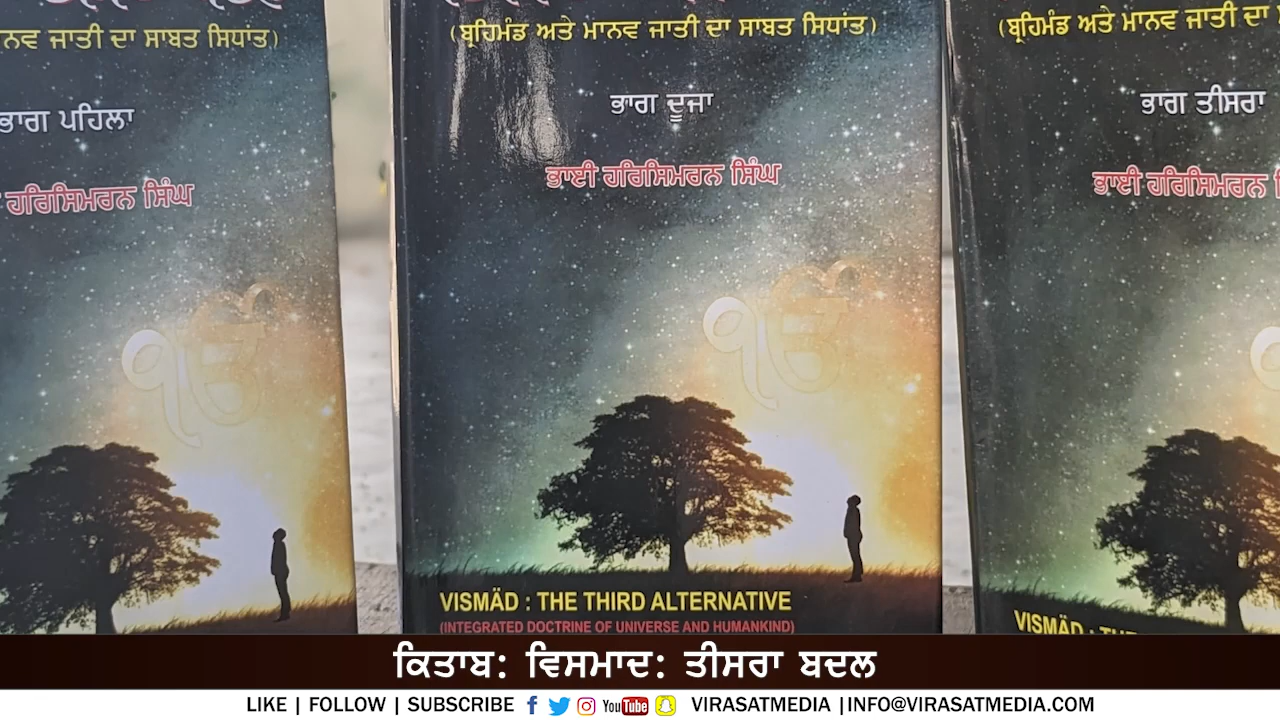 ਨਵ ਜਾਤੀ ਦਾ ਸਾਬਤ ਸਿਧਾਂਤ)
ਭਾਗ ਪਹਿਲਾ
ਹਰਿਸਿਮਰਨ ਸਿੰਘ
(ਬ੍ਰਹਿਮੰਡ ਅਤੇ ਮਾਨਵ ਜਾਤੀ ਦਾ ਸਾਬਤ ਸਿਧਾਂਤ)
ਭਾਗ ਦੂਜਾ
ਭਾਈ ਹਰਿਸਿਮਰਨ ਸਿੰਘ
ੴ
VISMÄD : THE THIRD ALTERNATIVE
(INTEGRATED DOCTRINE OF UNIVERSE AND HUMANKIND)
(ਬ੍ਰਹਿਮੰਡ ਅਤੇ ਮਾਨਵ ਜਾਤੀ ਦਾ
ਭਾਗ ਤੀਸਰਾ
ਭਾਈ ਹਰਿਸਿਮਰਨ
VISMÄD :
ਕਿਤਾਬ: ਵਿਸਮਾਦ: ਤੀਸਰਾ ਬਦਲ
LIKE | FOLLOW | SUBSCRIBE f YouTube VIRASATMEDIA |INFO@VIRASATMEDIA.COM